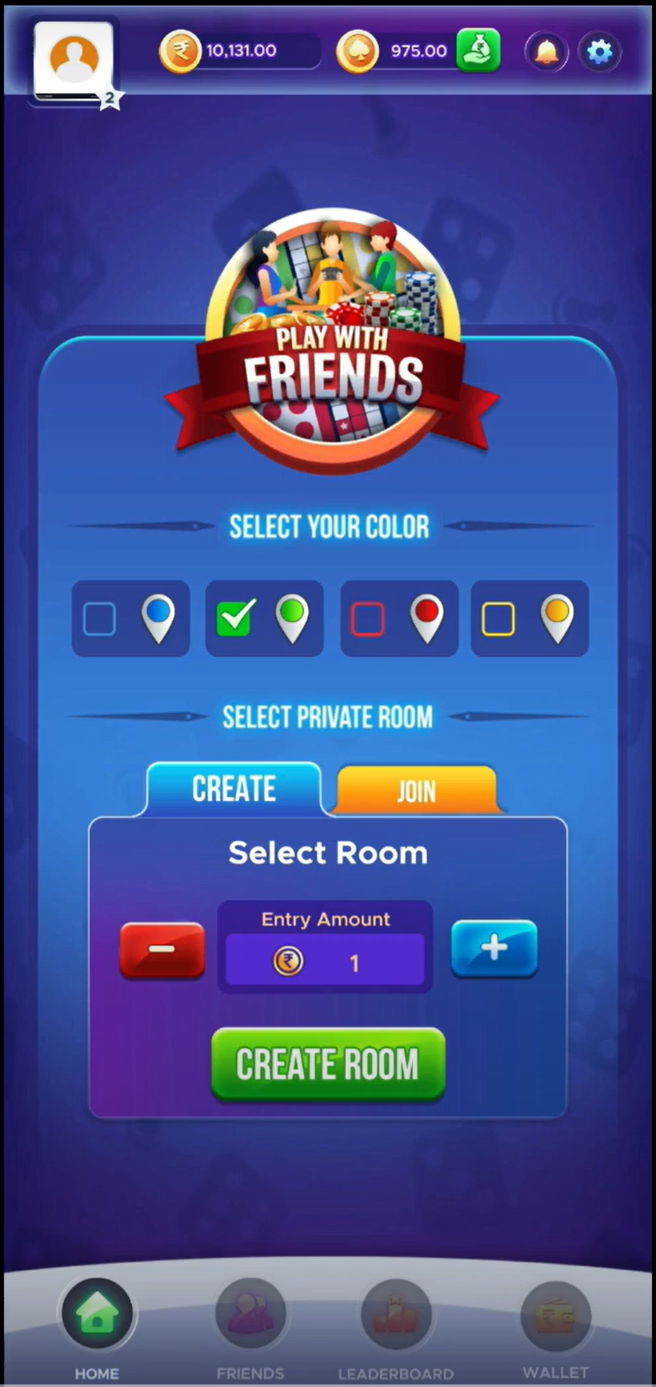 10,131.00
975.00
2
PLAY WITH
FRIENDS
SELECT YOUR COLOR
SELECT PRIVATE ROOM
CREATE
JOIN
Select Room
Entry Amount
₹ 1
CREATE ROOM
HOME
FRIENDS
LEADERBOARD
WALLET